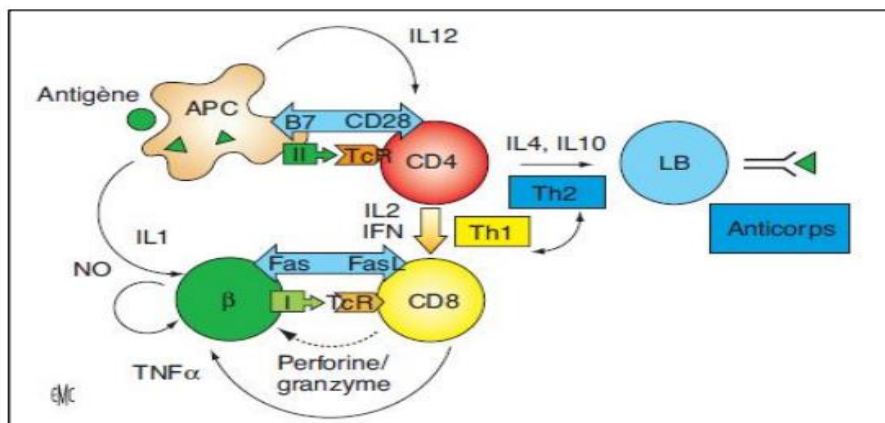 IL12
Antigène
APC
B7 CD28
II TcR CD4
IL4, IL10
LB
Th2
Anticorps
IL2
IFN
Th1
IL1
NO
Fas FasL
β
I TcR CD8
Perforine/
granzyme
TNFα
EMC